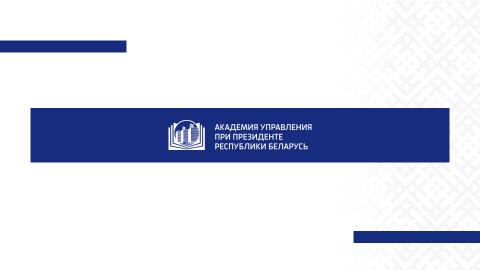 АКАДЕМИЯ УПРАВЛЕНИЯ
ПРИ ПРЕЗИДЕНТЕ
РЕСПУБЛИКИ БЕЛАРУСЬ